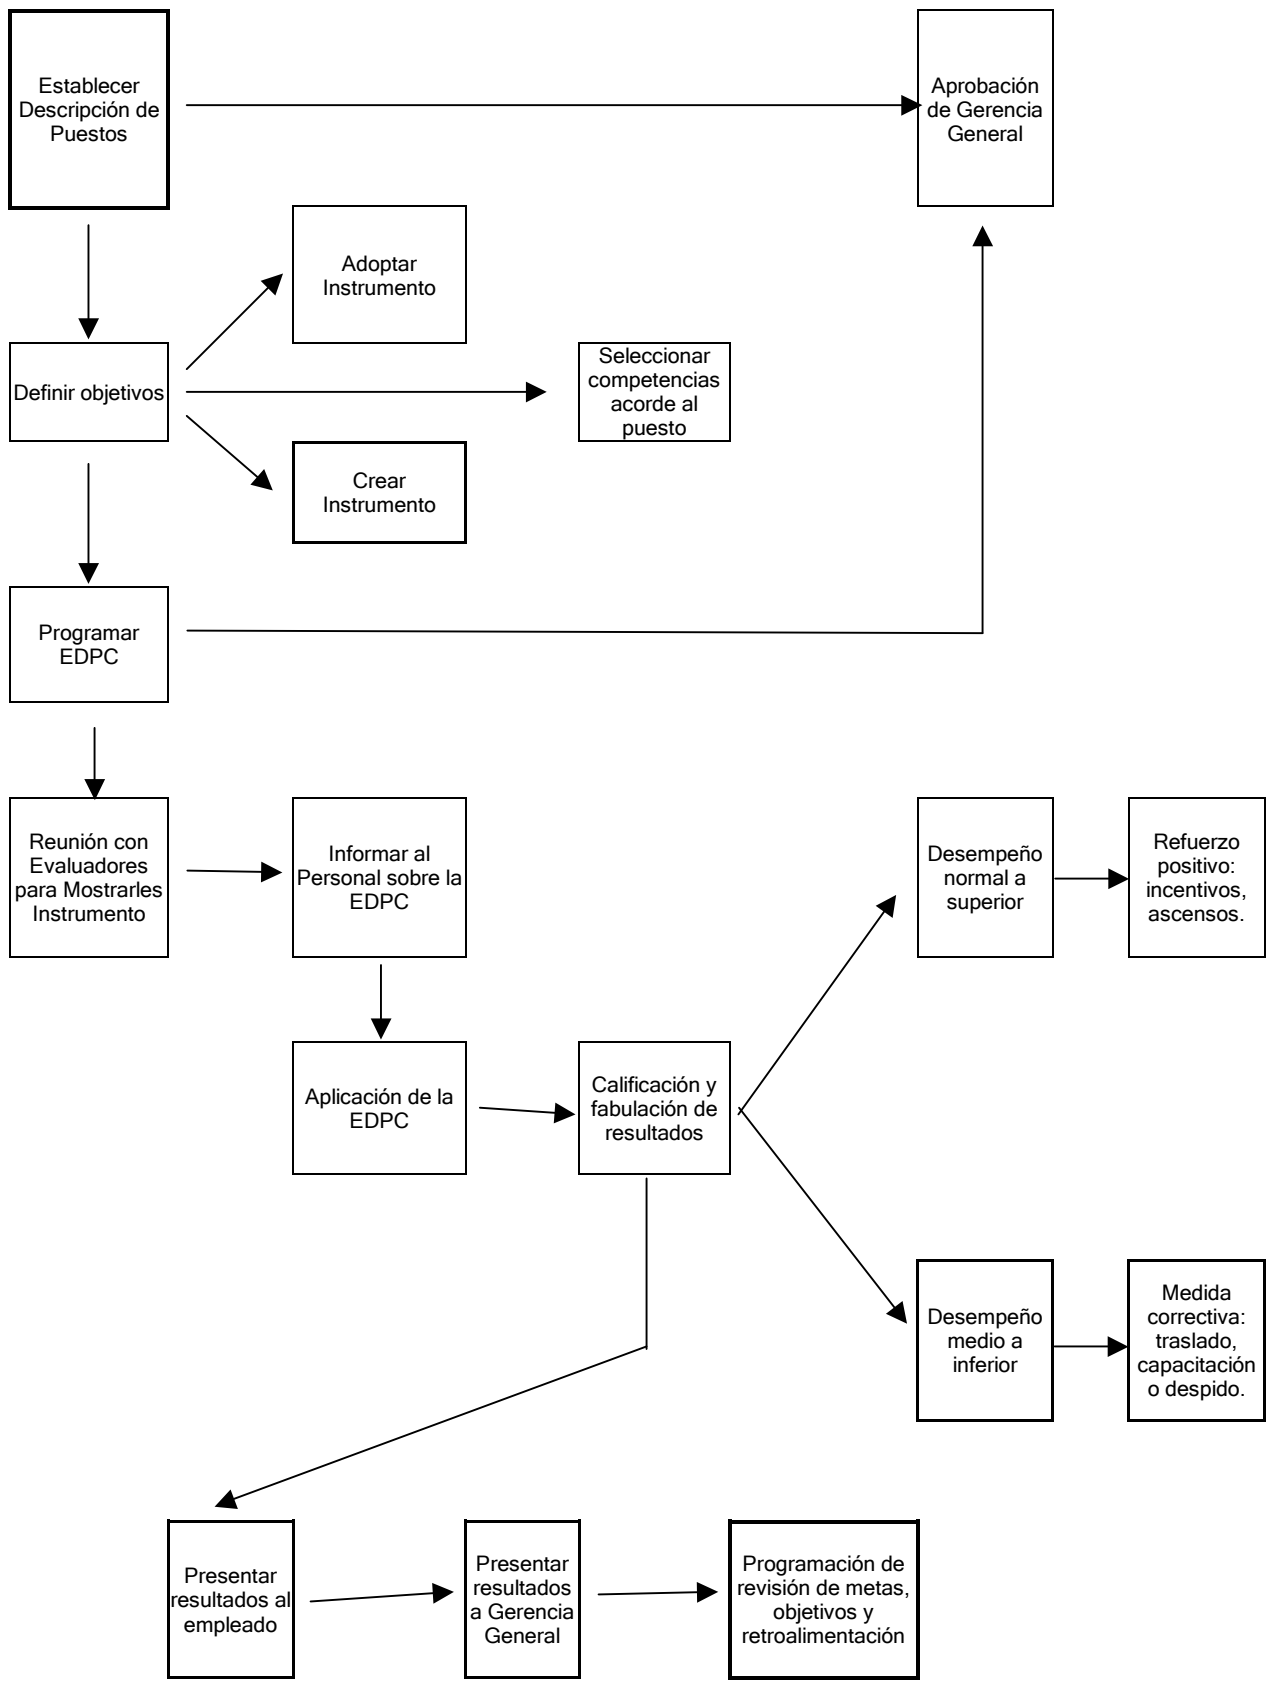 Establecer
Descripción de
Puestos
Aprobación
de Gerencia
General
Adoptar
Instrumento
Definir objetivos
Seleccionar
competencias
acorde al
puesto
Crear
Instrumento
Programar
EDPC
Reunión con
Evaluadores
para Mostrarles
Instrumento
Informar al
Personal sobre la
EDPC
Desempeño
normal a
superior
Refuerzo
positivo:
incentivos,
ascensos.
Aplicación de la
EDPC
Calificación y
fabulación de
resultados
Desempeño
medio a
inferior
Medida
correctiva:
traslado,
capacitación
o despido.
Presentar
resultados al
empleado
Presentar
resultados
a Gerencia
General
Programación de
revisión de metas,
objetivos y
retroalimentación